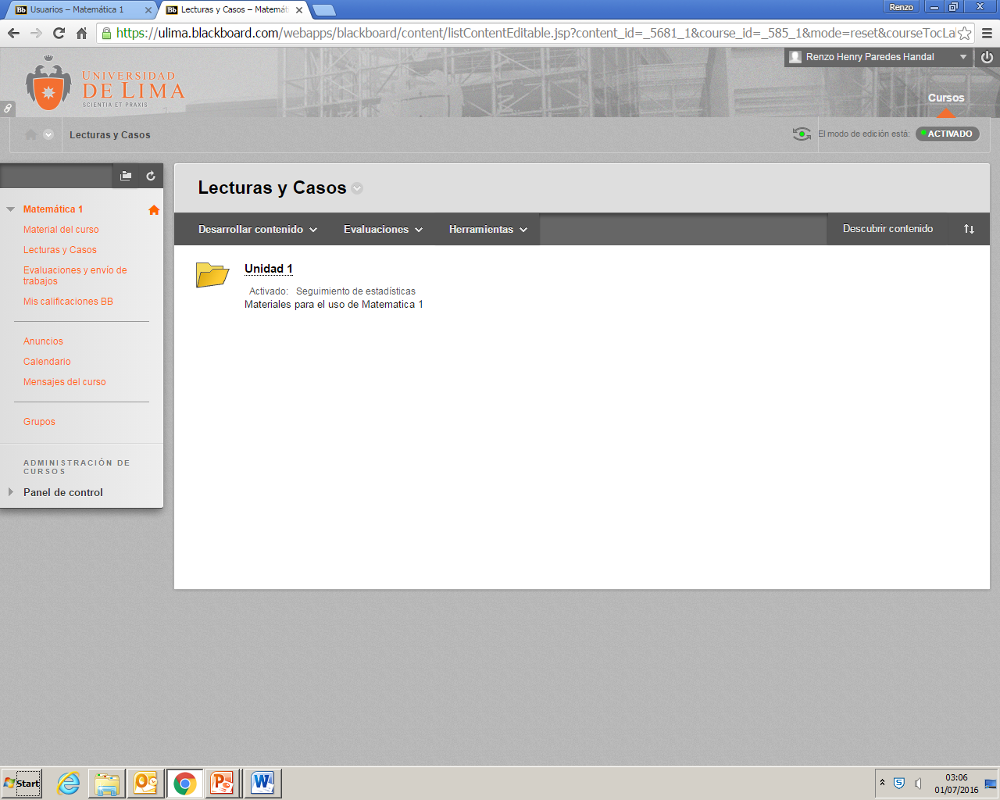 Usuarios – Matemática 1
Lecturas y Casos – Matemát
Renzo
https://ulima.blackboard.com/webapps/blackboard/content/listContentEditable.jsp?content_id=_5681_1&course_id=_585_1&mode=reset&courseTocLa
UNIVERSIDAD
DE LIMA
SCIENTIA ET PRAXIS
Renzo Henry Paredes Handal
Cursos
Lecturas y Casos
El modo de edición está:
ACTIVADO
Matemática 1
Material del curso
Lecturas y Casos
Evaluaciones y envío de
trabajos
Mis calificaciones BB
Anuncios
Calendario
Mensajes del curso
Grupos
ADMINISTRACIÓN DE
CURSOS
Panel de control
Lecturas y Casos
Desarrollar contenido
Evaluaciones
Herramientas
Descubrir contenido
Unidad 1
Activado: Seguimiento de estadísticas
Materiales para el uso de Matematica 1
Start
03:06
01/07/2016